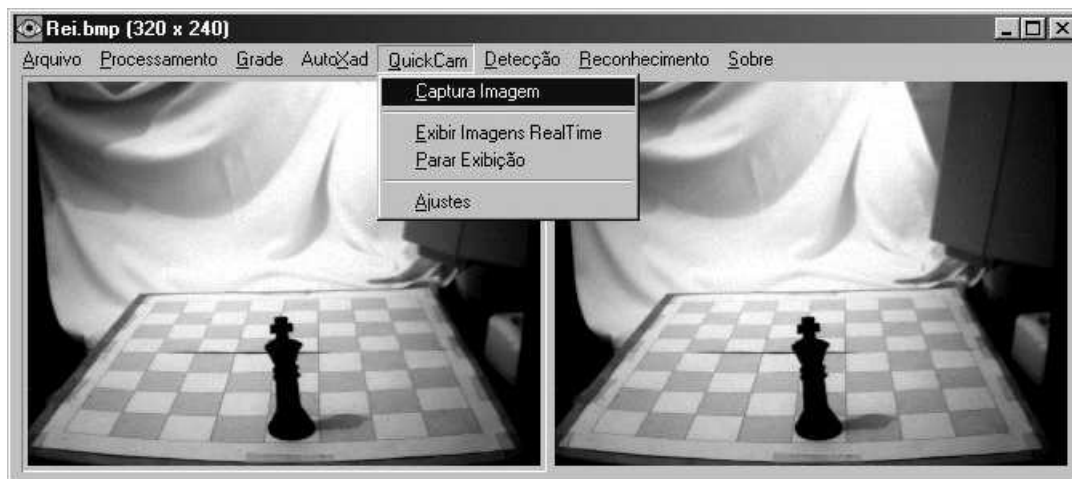 Rei.bmp (320 x 240)
Arquivo Processamento Grade AutoXad QuickCam Detecção Reconhecimento Sobre
Captura Imagem
Exibir Imagens RealTime
Parar Exibição
Ajustes